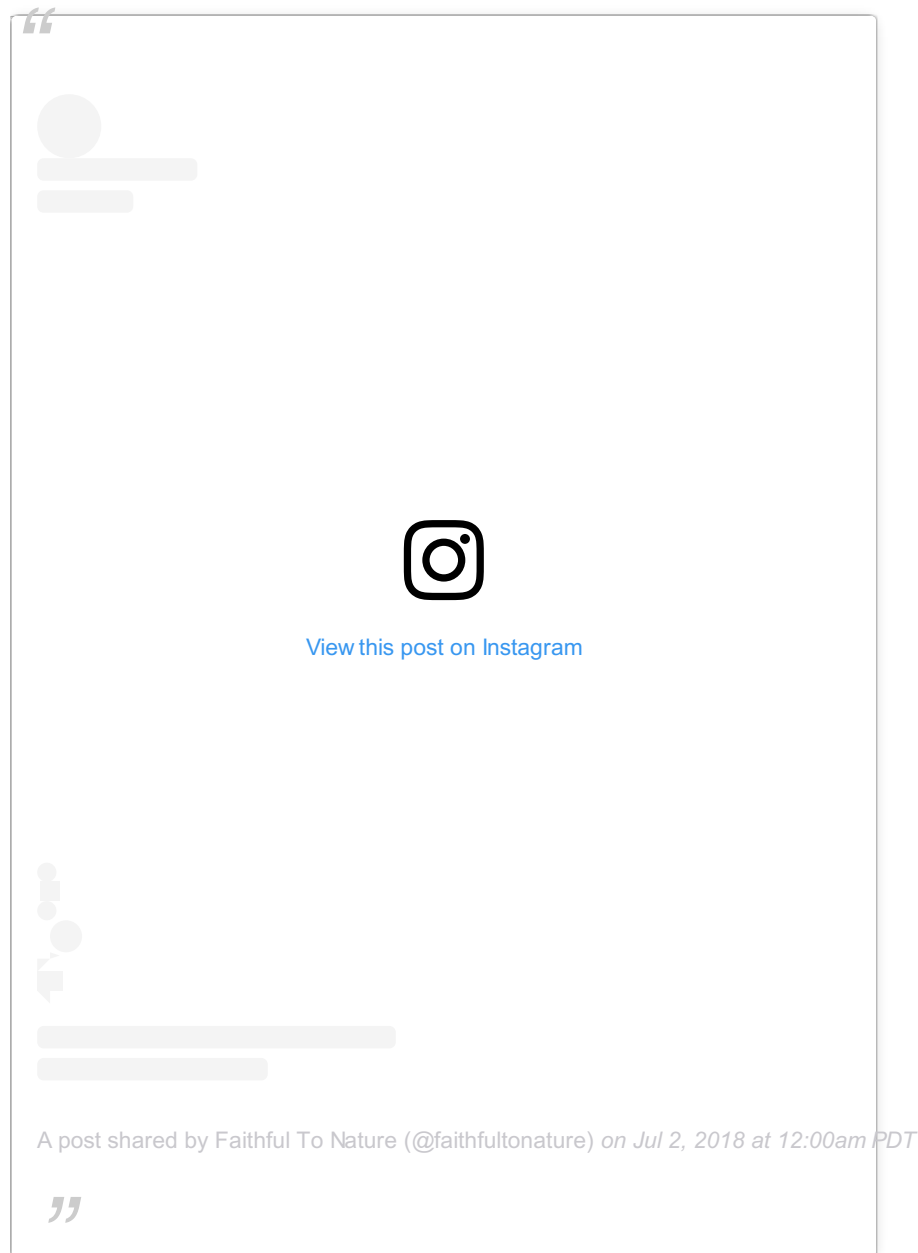 “
View this post on Instagram
A post shared by Faithful To Nature (@faithfultonature) on Jul 2, 2018 at 12:00am PDT
”